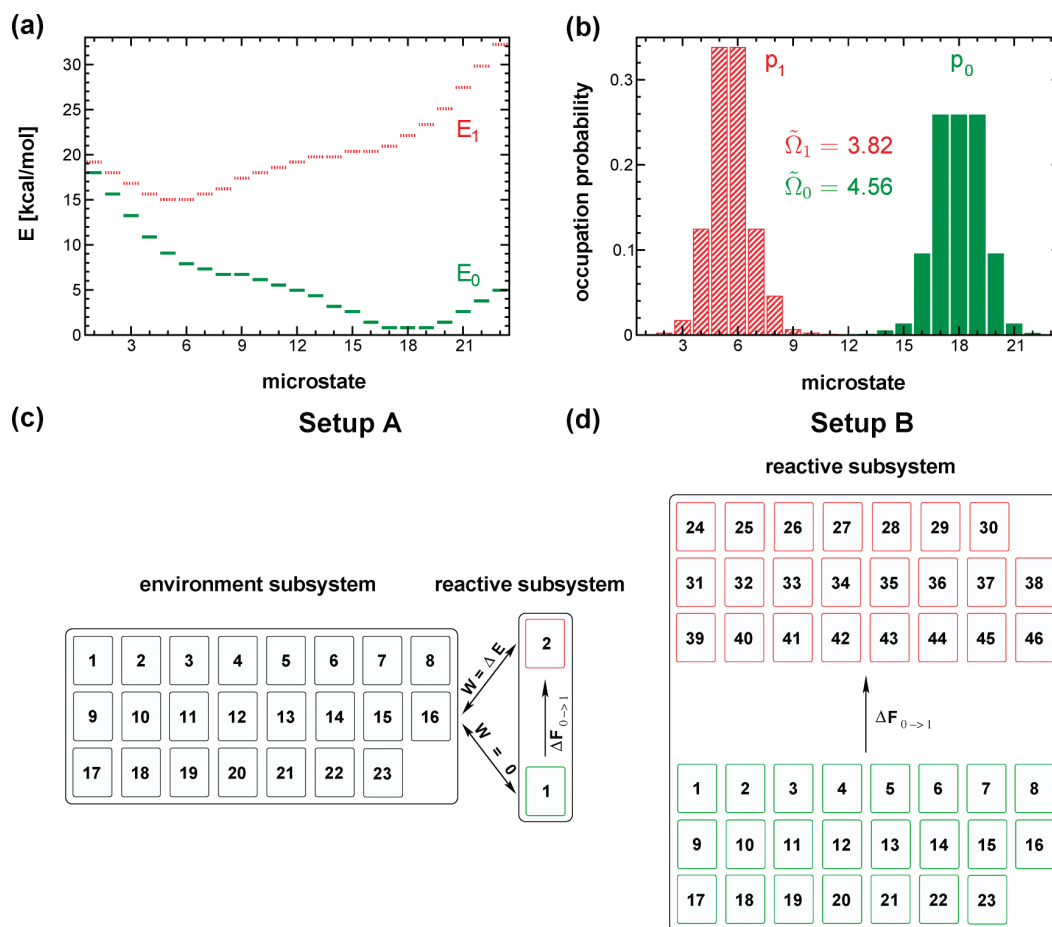 (a)
E [kcal/mol]
30
25
20
15
10
5
0
E1
E0
3 6 9 12 15 18 21
microstate
(b)
occupation probability
0.3
0.2
0.1
0
p1
p0
Ω̃1 = 3.82
Ω̃0 = 4.56
3 6 9 12 15 18 21
microstate
(c)
Setup A
environment subsystem
reactive subsystem
1 2 3 4 5 6 7 8
9 10 11 12 13 14 15 16
17 18 19 20 21 22 23
W = ΔE
W = 0
2
ΔF 0->1
1
(d)
Setup B
reactive subsystem
24 25 26 27 28 29 30
31 32 33 34 35 36 37 38
39 40 41 42 43 44 45 46
ΔF 0->1
1 2 3 4 5 6 7 8
9 10 11 12 13 14 15 16
17 18 19 20 21 22 23